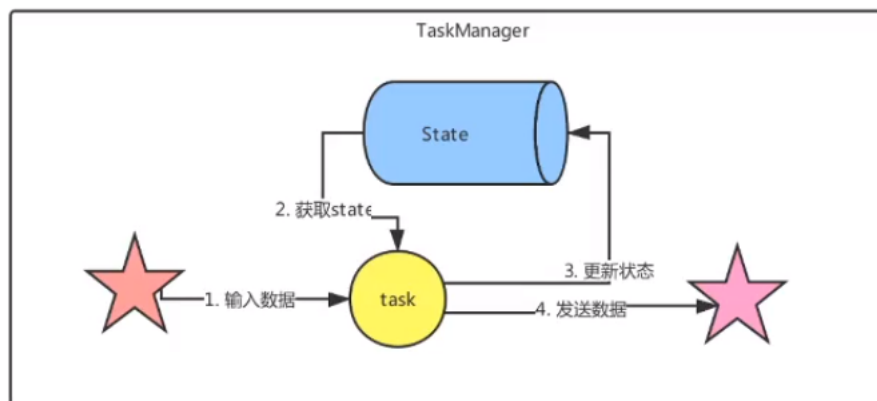 TaskManager
State
2. 获取state
3. 更新状态
1. 输入数据
task
4. 发送数据